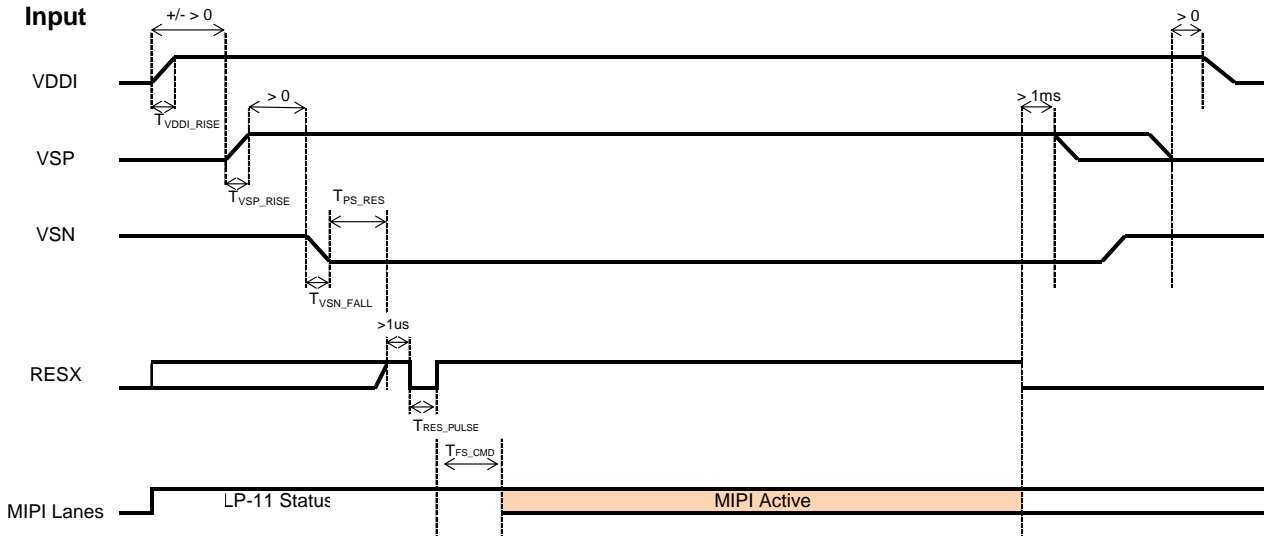 Input
+/- > 0
> 0
VDDI
TVDDI_RISE
> 0
> 1ms
VSP
TVSP_RISE
TPS_RES
VSN
TVSN_FALL
>1us
RESX
TRES_PULSE
TFS_CMD
MIPI Lanes
LP-11 Status
MIPI Active